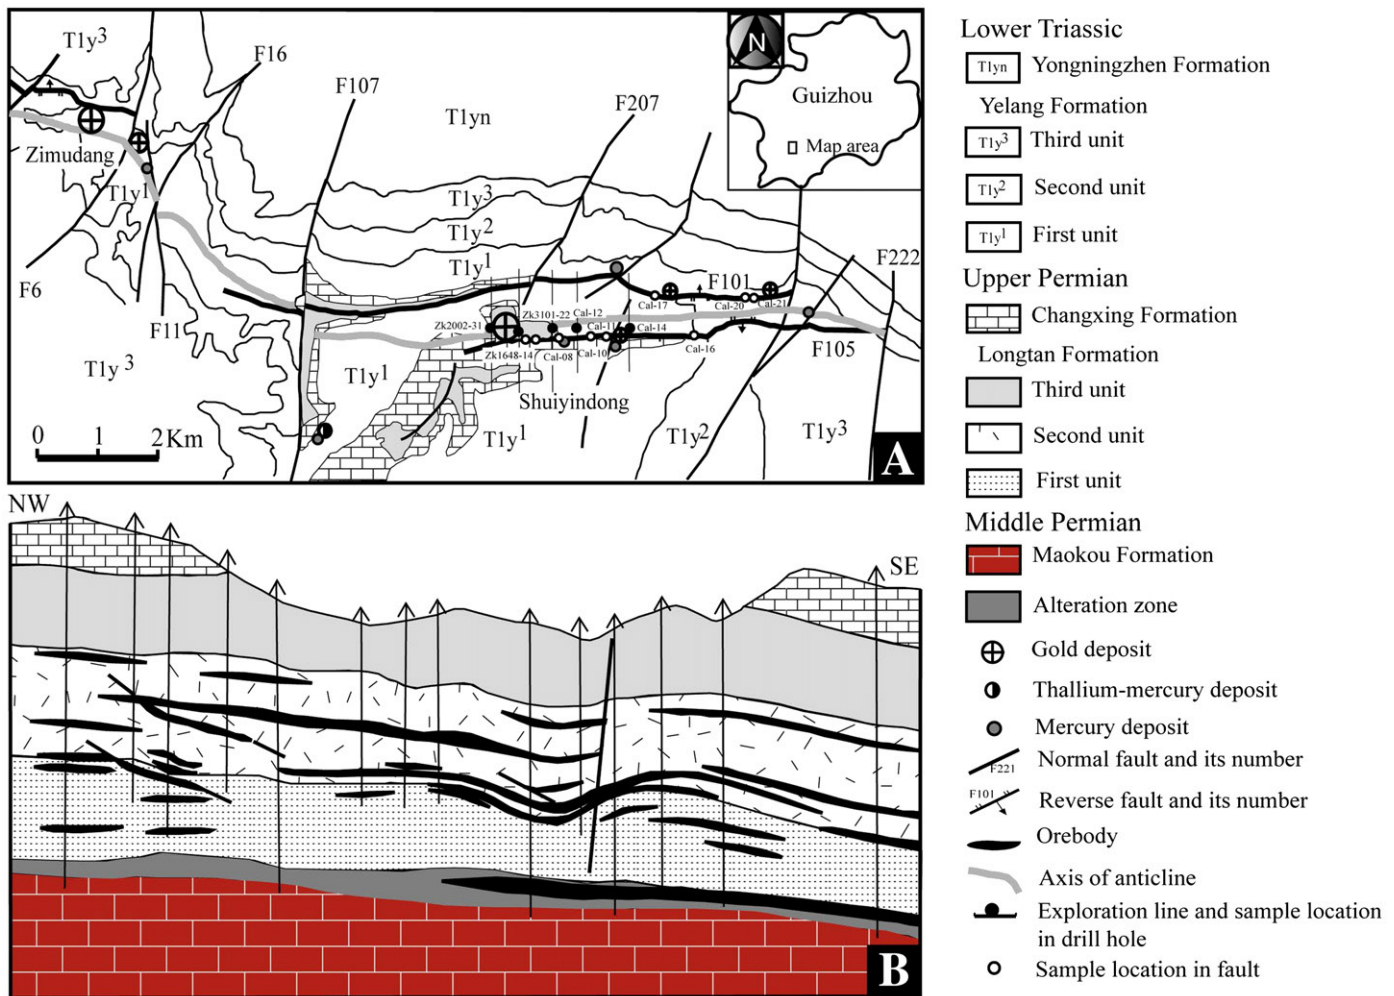 T1y3
F16
F107
T1yn
F207
N
Guizhou
Map area
Zimudang
T1y1
T1y3
T1y2
T1y1
F6
F11
F101
F222
Cal-17
Cal-20
Cal-21
Zk2002-31
Zk3101-22
Cal-12
Cal-11
Cal-14
Zk1648-14
Cal-08
Cal-10
Cal-16
F105
T1y 3
T1y1
Shuiyindong
T1y1
T1y2
T1y3
0 1 2 Km
A
NW
SE
B
Lower Triassic
T1yn Yongningzhen Formation
Yelang Formation
T1y3 Third unit
T1y2 Second unit
T1y1 First unit
Upper Permian
Changxing Formation
Longtan Formation
Third unit
Second unit
First unit
Middle Permian
Maokou Formation
Alteration zone
Gold deposit
Thallium-mercury deposit
Mercury deposit
F221 Normal fault and its number
F101 Reverse fault and its number
Orebody
Axis of anticline
Exploration line and sample location
in drill hole
Sample location in fault